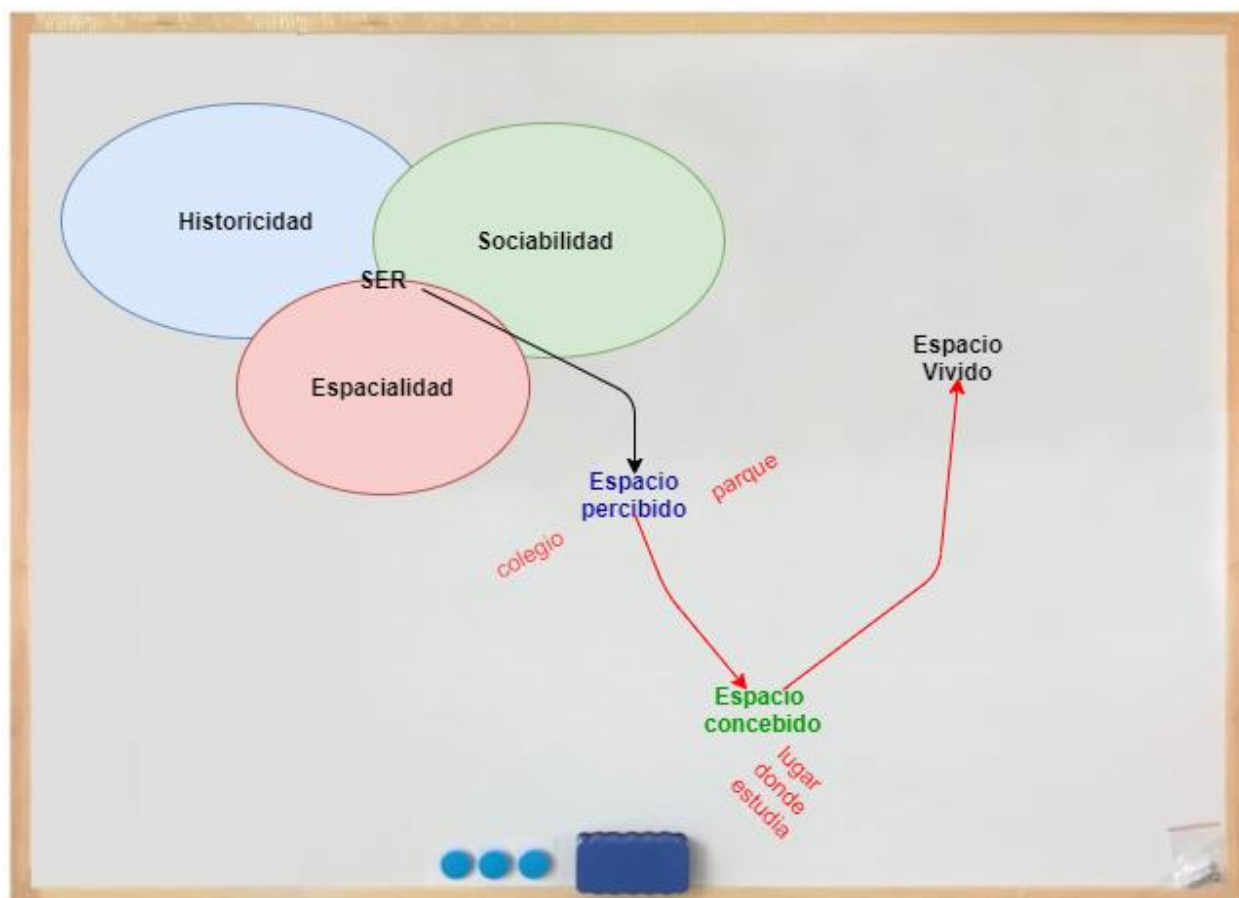 Historicidad
Sociabilidad
SER
Espacialidad
Espacio
Vivido
Espacio
percibido
parque
colegio
Espacio
concebido
lugar
donde
estudia